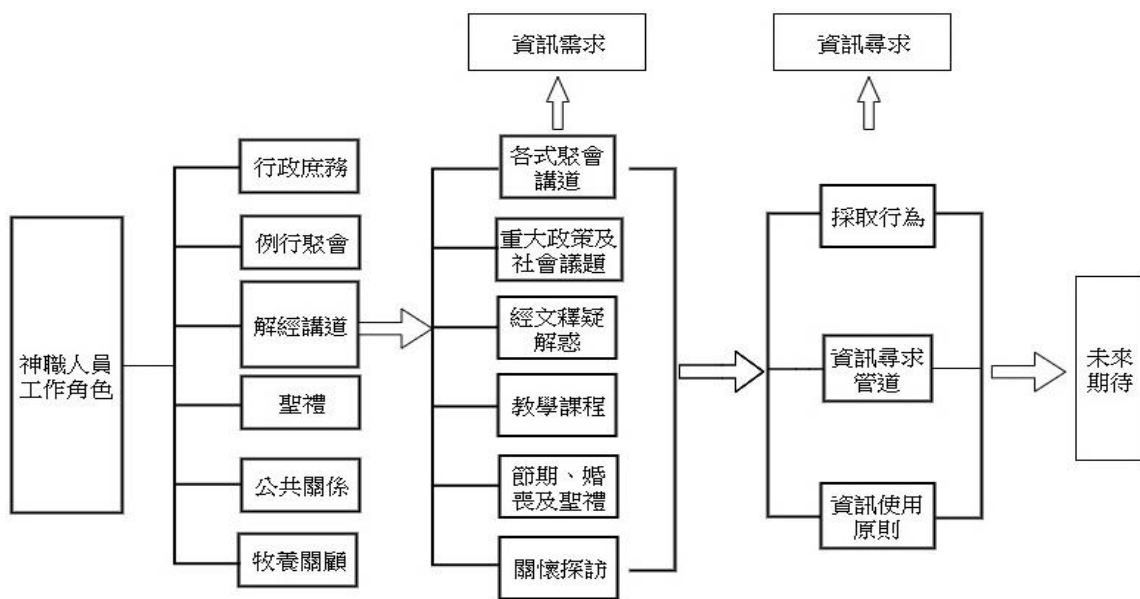 資訊需求
資訊尋求
神職人員
工作角色
行政庶務
例行聚會
解經講道
聖禮
公共關係
牧養關顧
各式聚會
講道
重大政策及
社會議題
經文釋疑
解惑
教學課程
節期、婚
喪及聖禮
關懷探訪
採取行為
資訊尋求
管道
資訊使用
原則
未來
期待